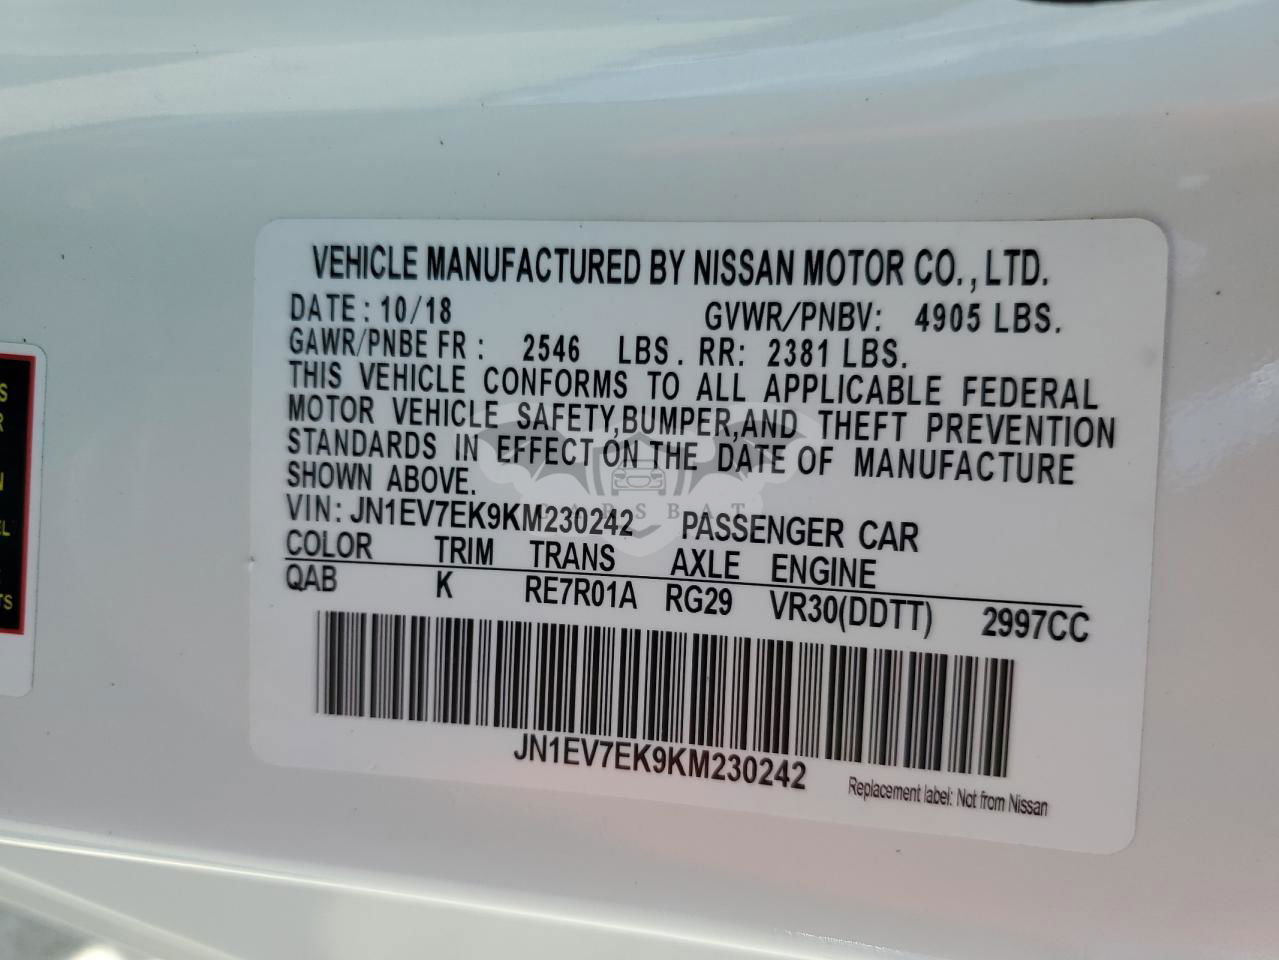 VEHICLE MANUFACTURED BY NISSAN MOTOR CO., LTD.
DATE: 10/18 GVWR/PNBV: 4905 LBS.
GAWR/PNBE FR: 2546 LBS. RR: 2381 LBS.
THIS VEHICLE CONFORMS TO ALL APPLICABLE FEDERAL
MOTOR VEHICLE SAFETY,BUMPER,AND THEFT PREVENTION
STANDARDS IN EFFECT ON THE DATE OF MANUFACTURE
SHOWN ABOVE.
CARSBAT
VIN: JN1EV7EK9KM230242 PASSENGER CAR
COLOR TRIM TRANS AXLE ENGINE
QAB K RE7R01A RG29 VR30(DDTT) 2997CC
JN1EV7EK9KM230242
Replacement label: Not from Nissan